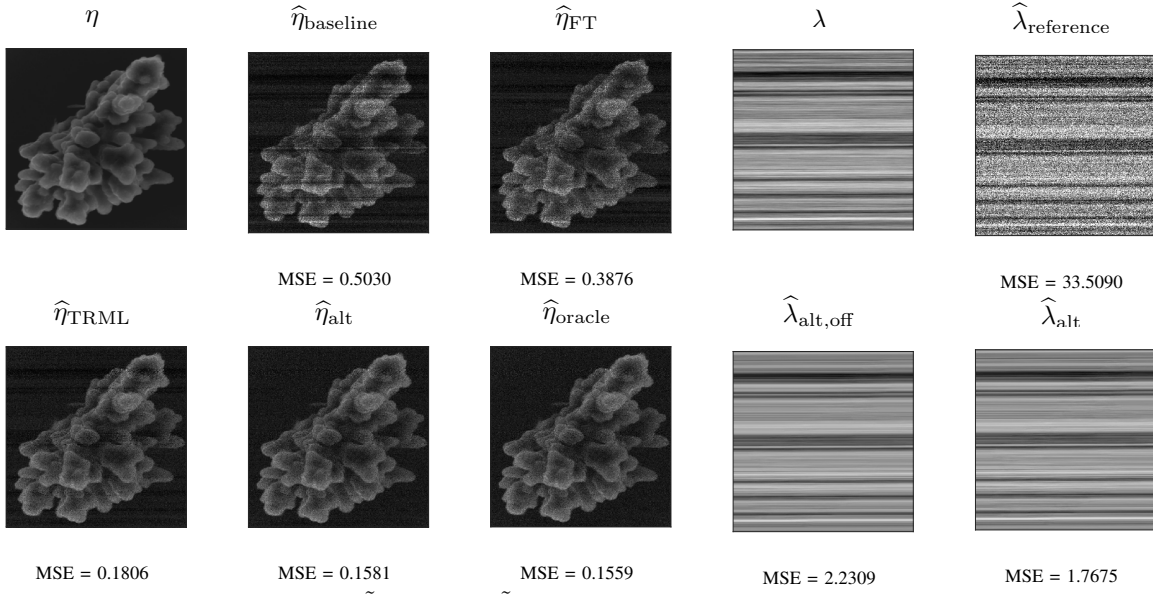 η η̂baseline η̂FT λ λ̂reference
MSE = 0.5030 MSE = 0.3876 MSE = 33.5090
η̂TRML η̂alt η̂oracle λ̂alt,off λ̂alt
MSE = 0.1806 MSE = 0.1581 MSE = 0.1559 MSE = 2.2309 MSE = 1.7675